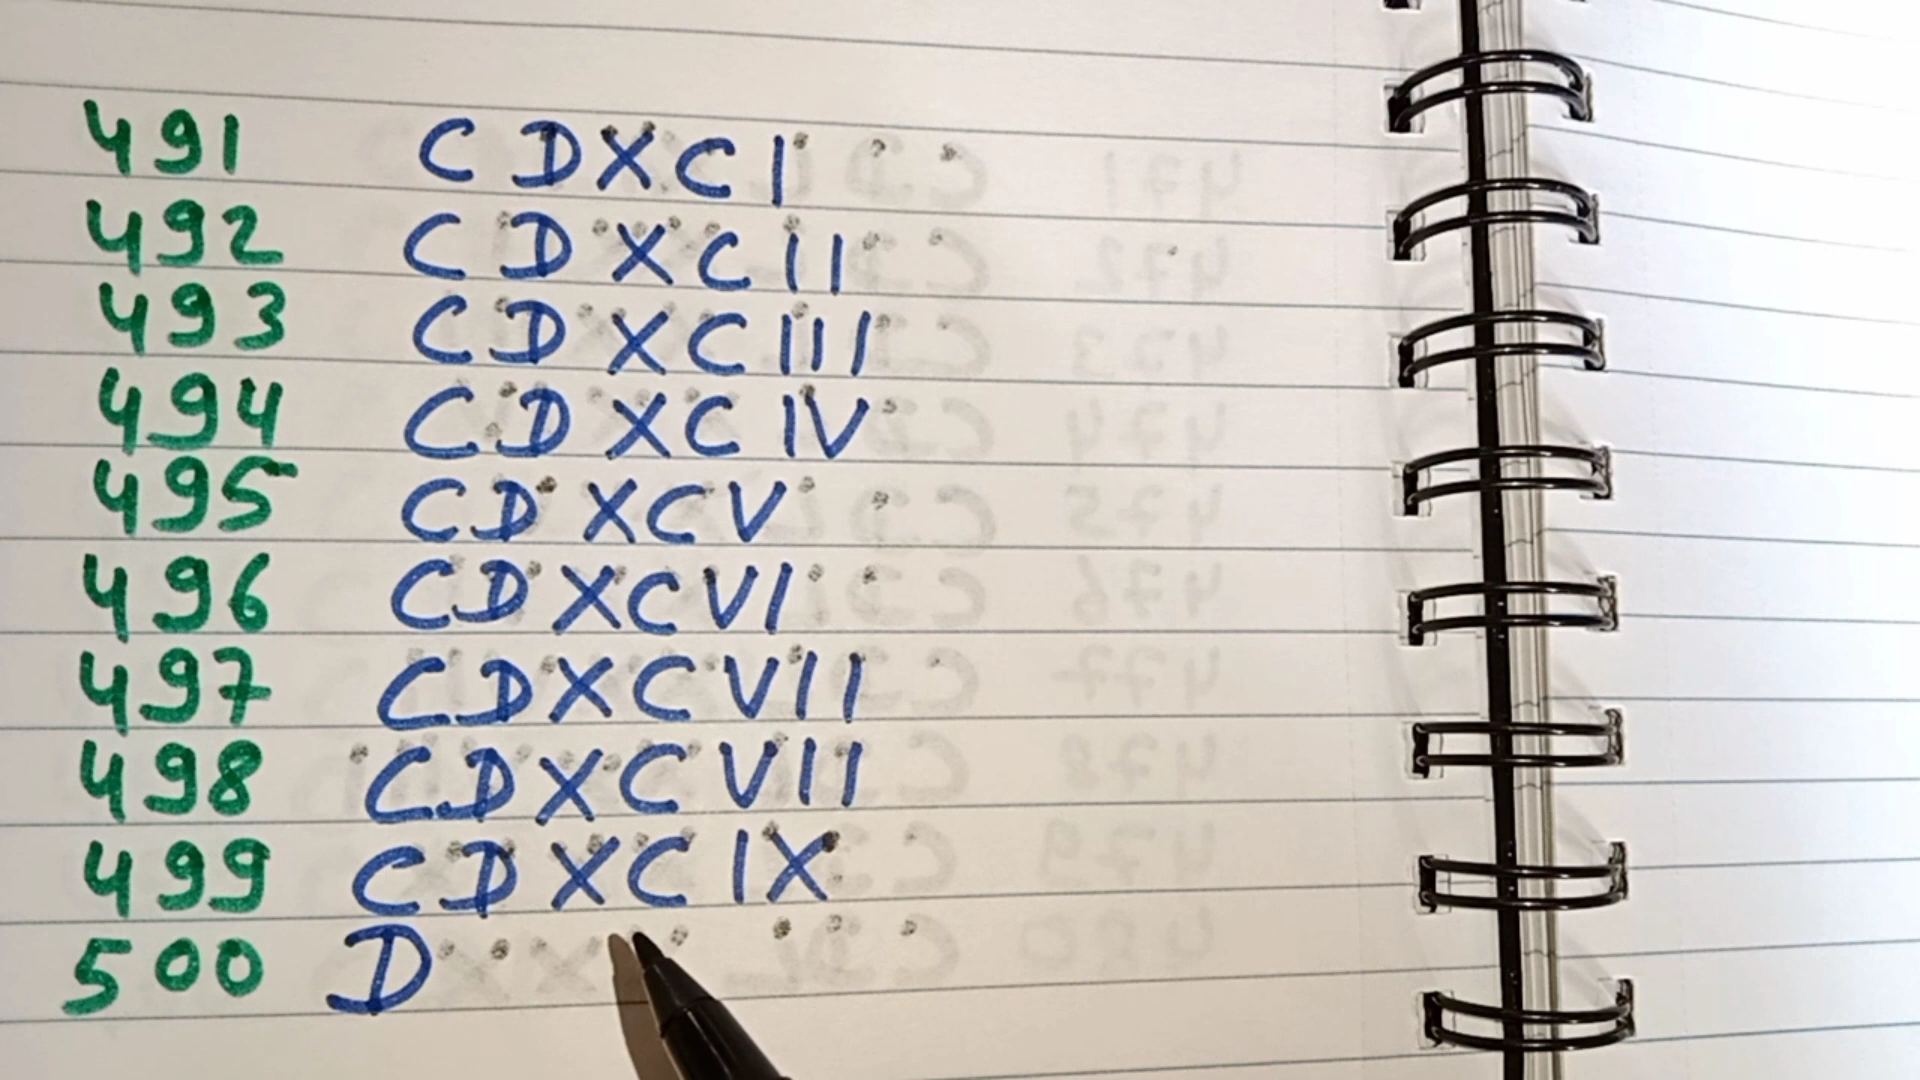 491 CDXCI
492 CDXCII
493 CDXCIII
494 CDXCIV
495 CDXCV
496 CDXCVI
497 CDXCVII
498 CDXCVII
499 CDXCIX
500 D